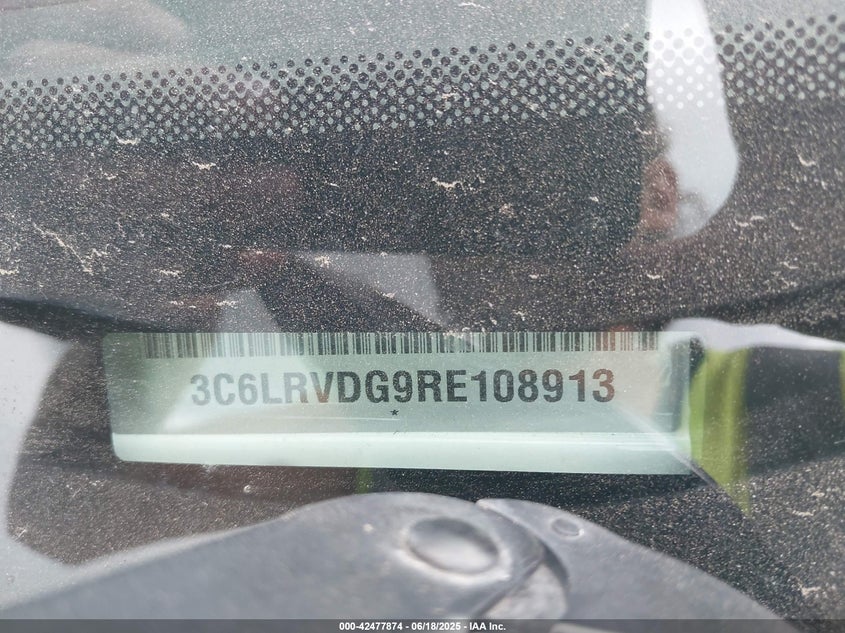 3C6LRVDG9RE108913
*
000-42477874 | 06/18/2025 | IAA Inc.